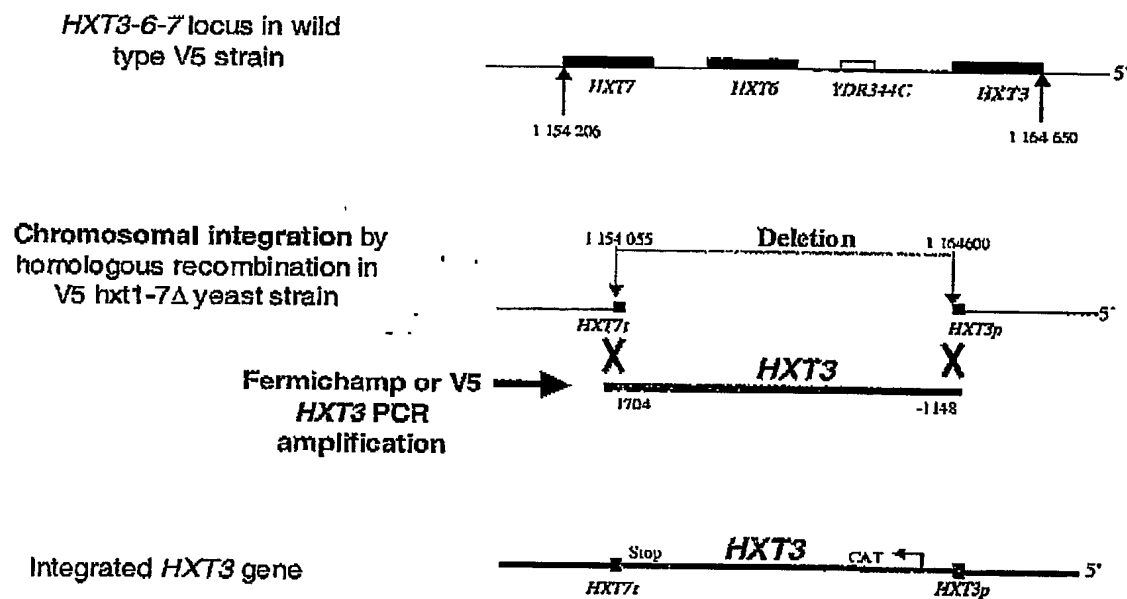 HXT3-6-7 locus in wild
type V5 strain
5'
HXT7 HXT6 YDR344C HXT3
1 154 206 1 164 650
Chromosomal integration by
homologous recombination in
V5 hxt1-7Δ yeast strain
1 154 055 Deletion 1 164600
5'
HXT7t HXT3p
X X
HXT3
Fermichamp or V5
HXT3 PCR
amplification
1704 -1148
Integrated HXT3 gene
Stop HXT3 CAT
5'
HXT7t HXT3p